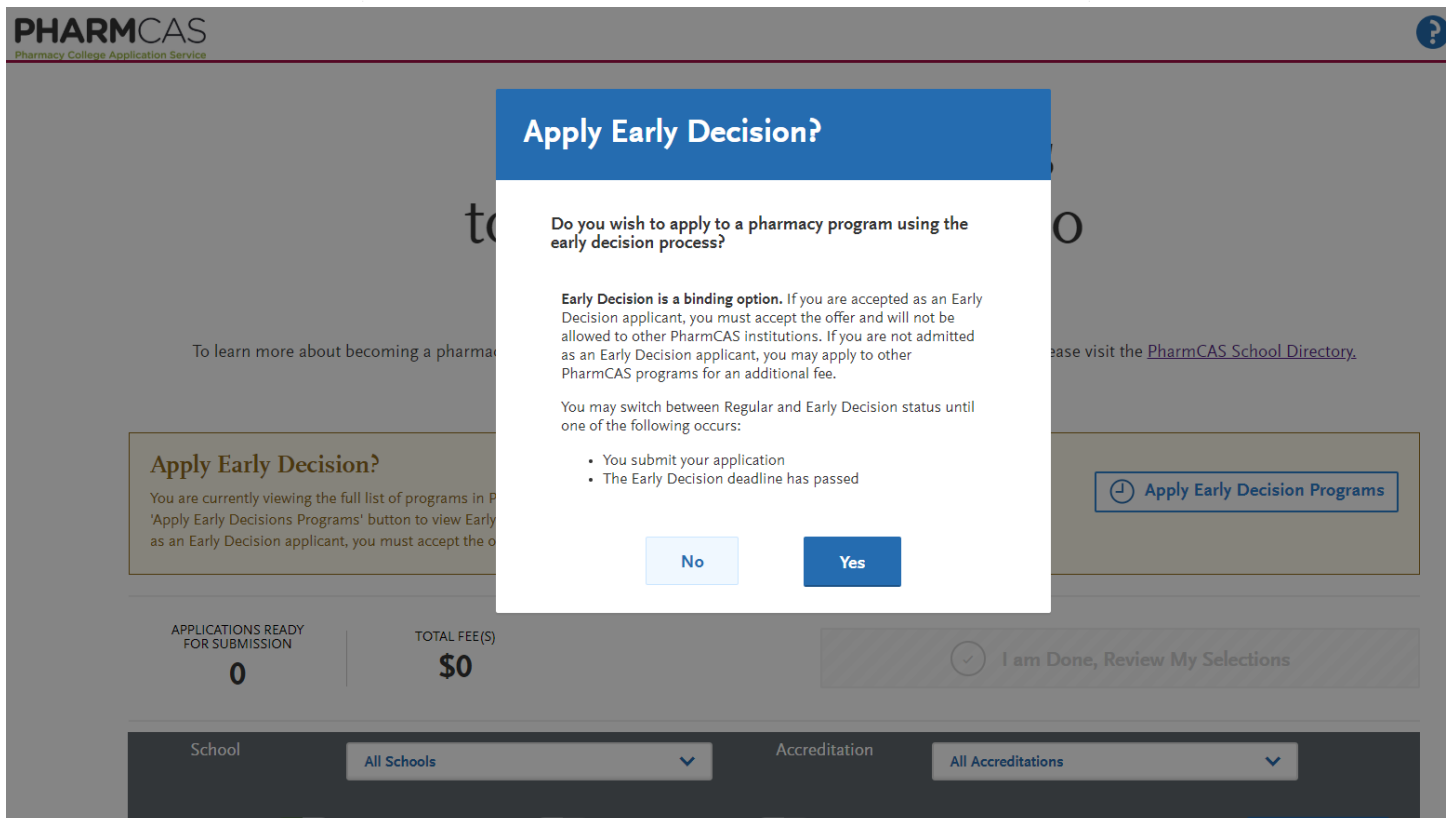 PHARMCAS
Pharmacy College Application Service
?
Apply Early Decision?
Do you wish to apply to a pharmacy program using the
early decision process?
Early Decision is a binding option. If you are accepted as an Early
Decision applicant, you must accept the offer and will not be
allowed to other PharmCAS institutions. If you are not admitted
as an Early Decision applicant, you may apply to other
PharmCAS programs for an additional fee.
You may switch between Regular and Early Decision status until
one of the following occurs:
• You submit your application
• The Early Decision deadline has passed
No
Yes
To learn more about becoming a
visit the PharmCAS School Directory.
Apply Early Decision?
You are currently viewing the full list of programs in
'Apply Early Decisions Programs' button to view Early
as an Early Decision applicant, you must accept the
Apply Early Decision Programs
APPLICATIONS READY
FOR SUBMISSION
0
TOTAL FEE(S)
$0
I am Done, Review My Selections
School
All Schools
Accreditation
All Accreditations